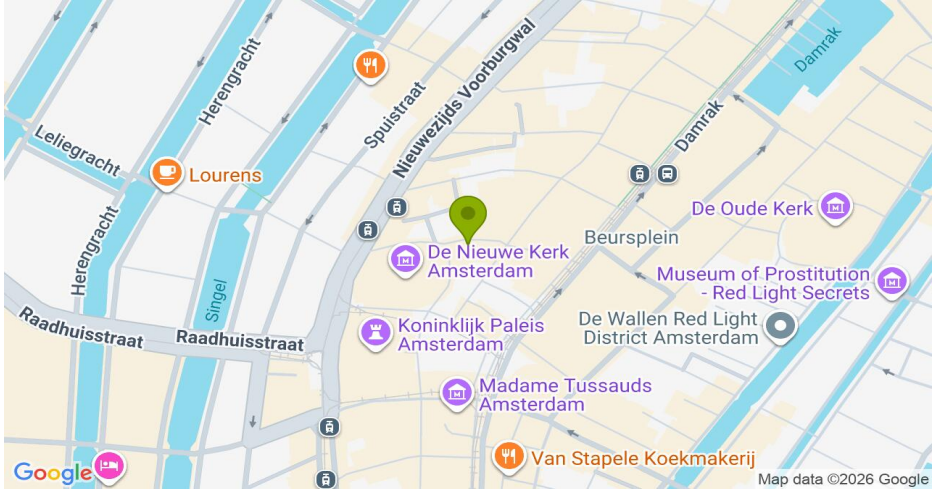 Damrak
Nieuwezijds Voorburgwal
Herengracht
Spuistraat
Damrak
Leliegracht
Lourens
De Oude Kerk
Herengracht
Beursplein
De Nieuwe Kerk
Amsterdam
Museum of Prostitution
- Red Light Secrets
Singel
Raadhuisstraat
Raadhuisstraat
Koninklijk Paleis
Amsterdam
De Wallen Red Light
District Amsterdam
Madame Tussauds
Amsterdam
Van Stapele Koekmakerij
Google
Map data ©2026 Google